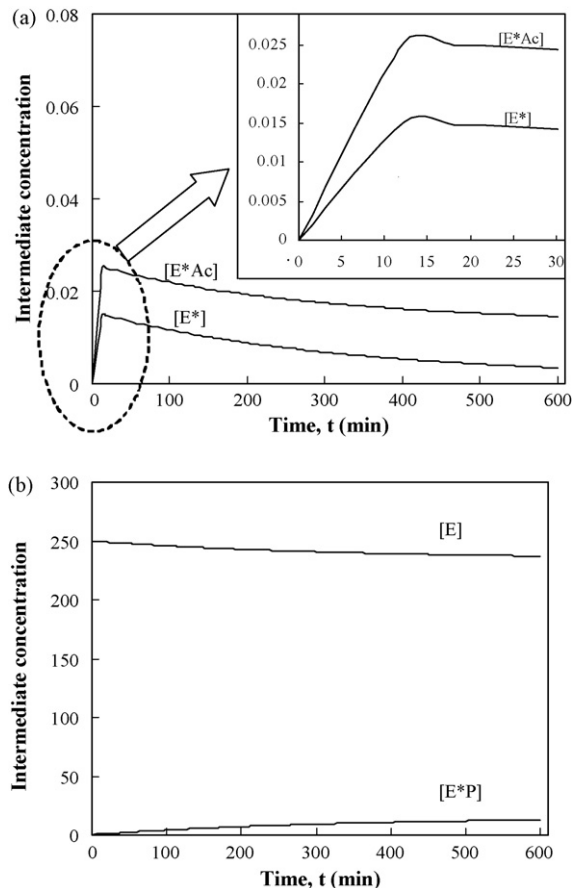 (a)
0.08
0.06
0.04
0.02
0
Intermediate concentration
0.025
0.02
0.015
0.01
0.005
0
[E*Ac]
[E*]
0 5 10 15 20 25 30
[E*Ac]
[E*]
0 100 200 300 400 500 600
Time, t (min)
(b)
300
250
200
150
100
50
0
Intermediate concentration
[E]
[E*P]
0 100 200 300 400 500 600
Time, t (min)